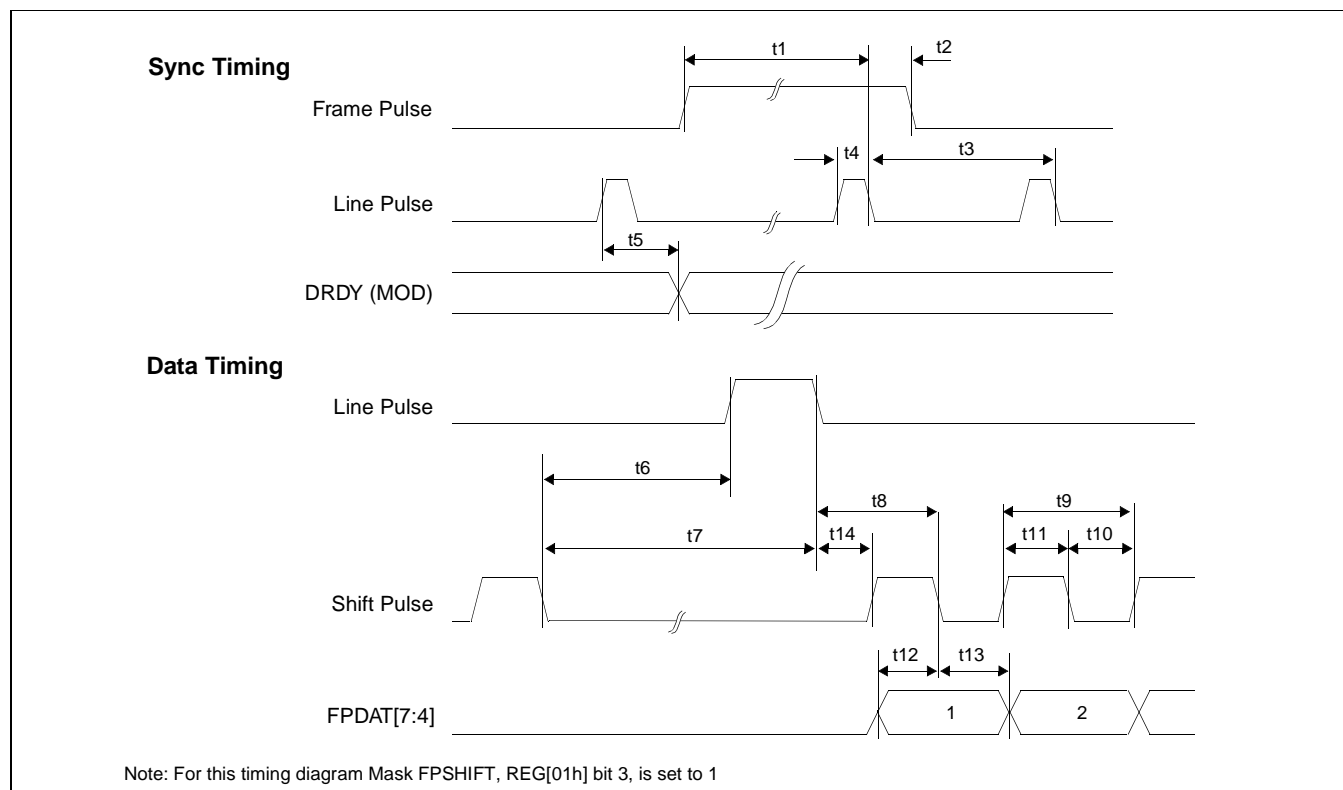 Sync Timing
t1
t2
Frame Pulse
t4
t3
Line Pulse
t5
DRDY (MOD)
Data Timing
Line Pulse
t6
t8
t9
t7
t14
t11
t10
Shift Pulse
t12
t13
FPDAT[7:4]
1
2
Note: For this timing diagram Mask FPSHIFT, REG[01h] bit 3, is set to 1